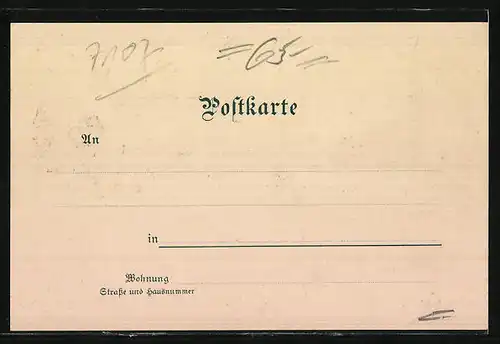 7107 =65=
Postkarte
An
in
Wohnung
Straße und Hausnummer